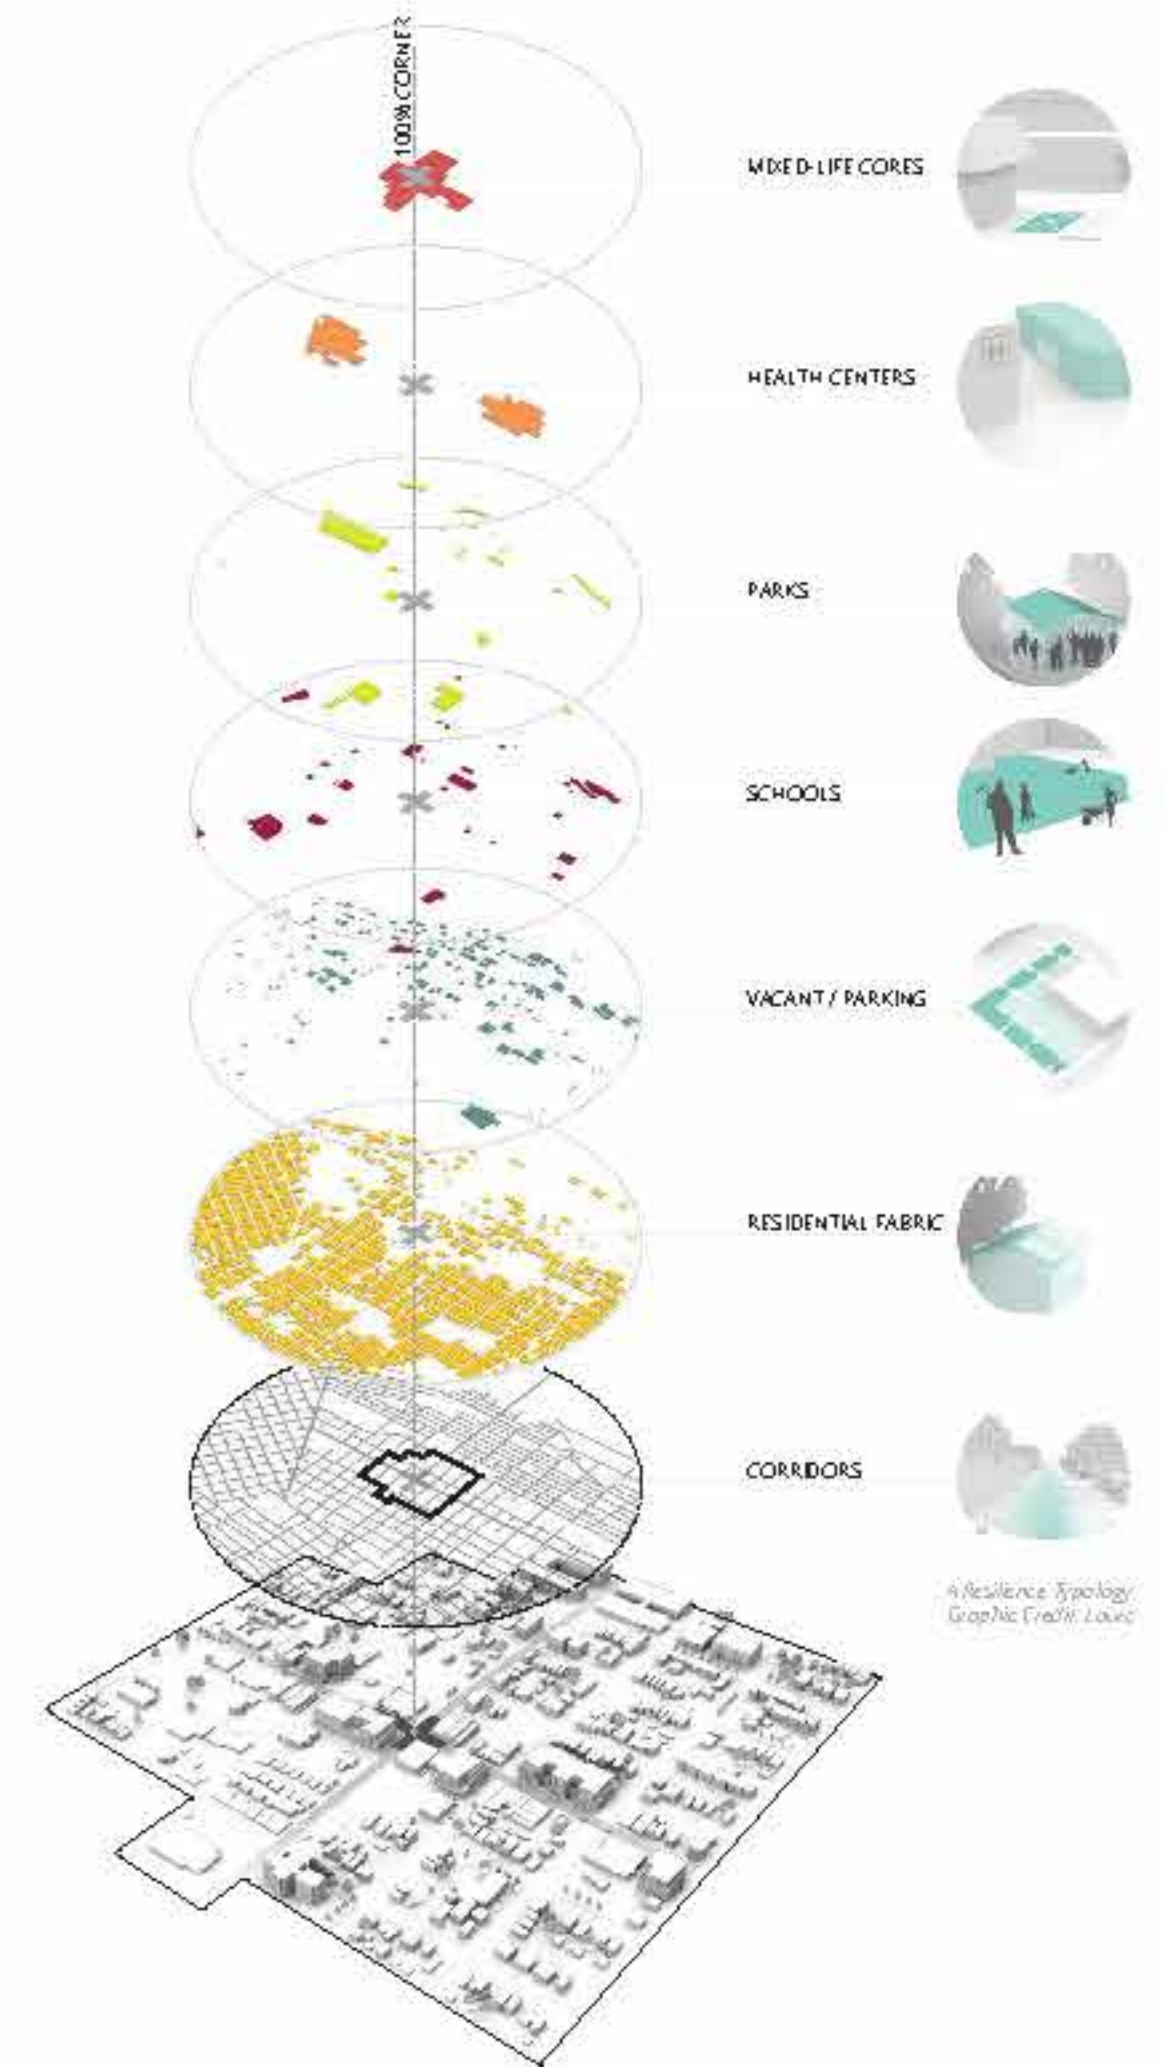 100% CORNER
MIXED-LIFE CORES
HEALTH CENTERS
PARKS
SCHOOLS
VACANT / PARKING
RESIDENTIAL FABRIC
CORRIDORS
A Resilience Typology.
Graphic Credit: